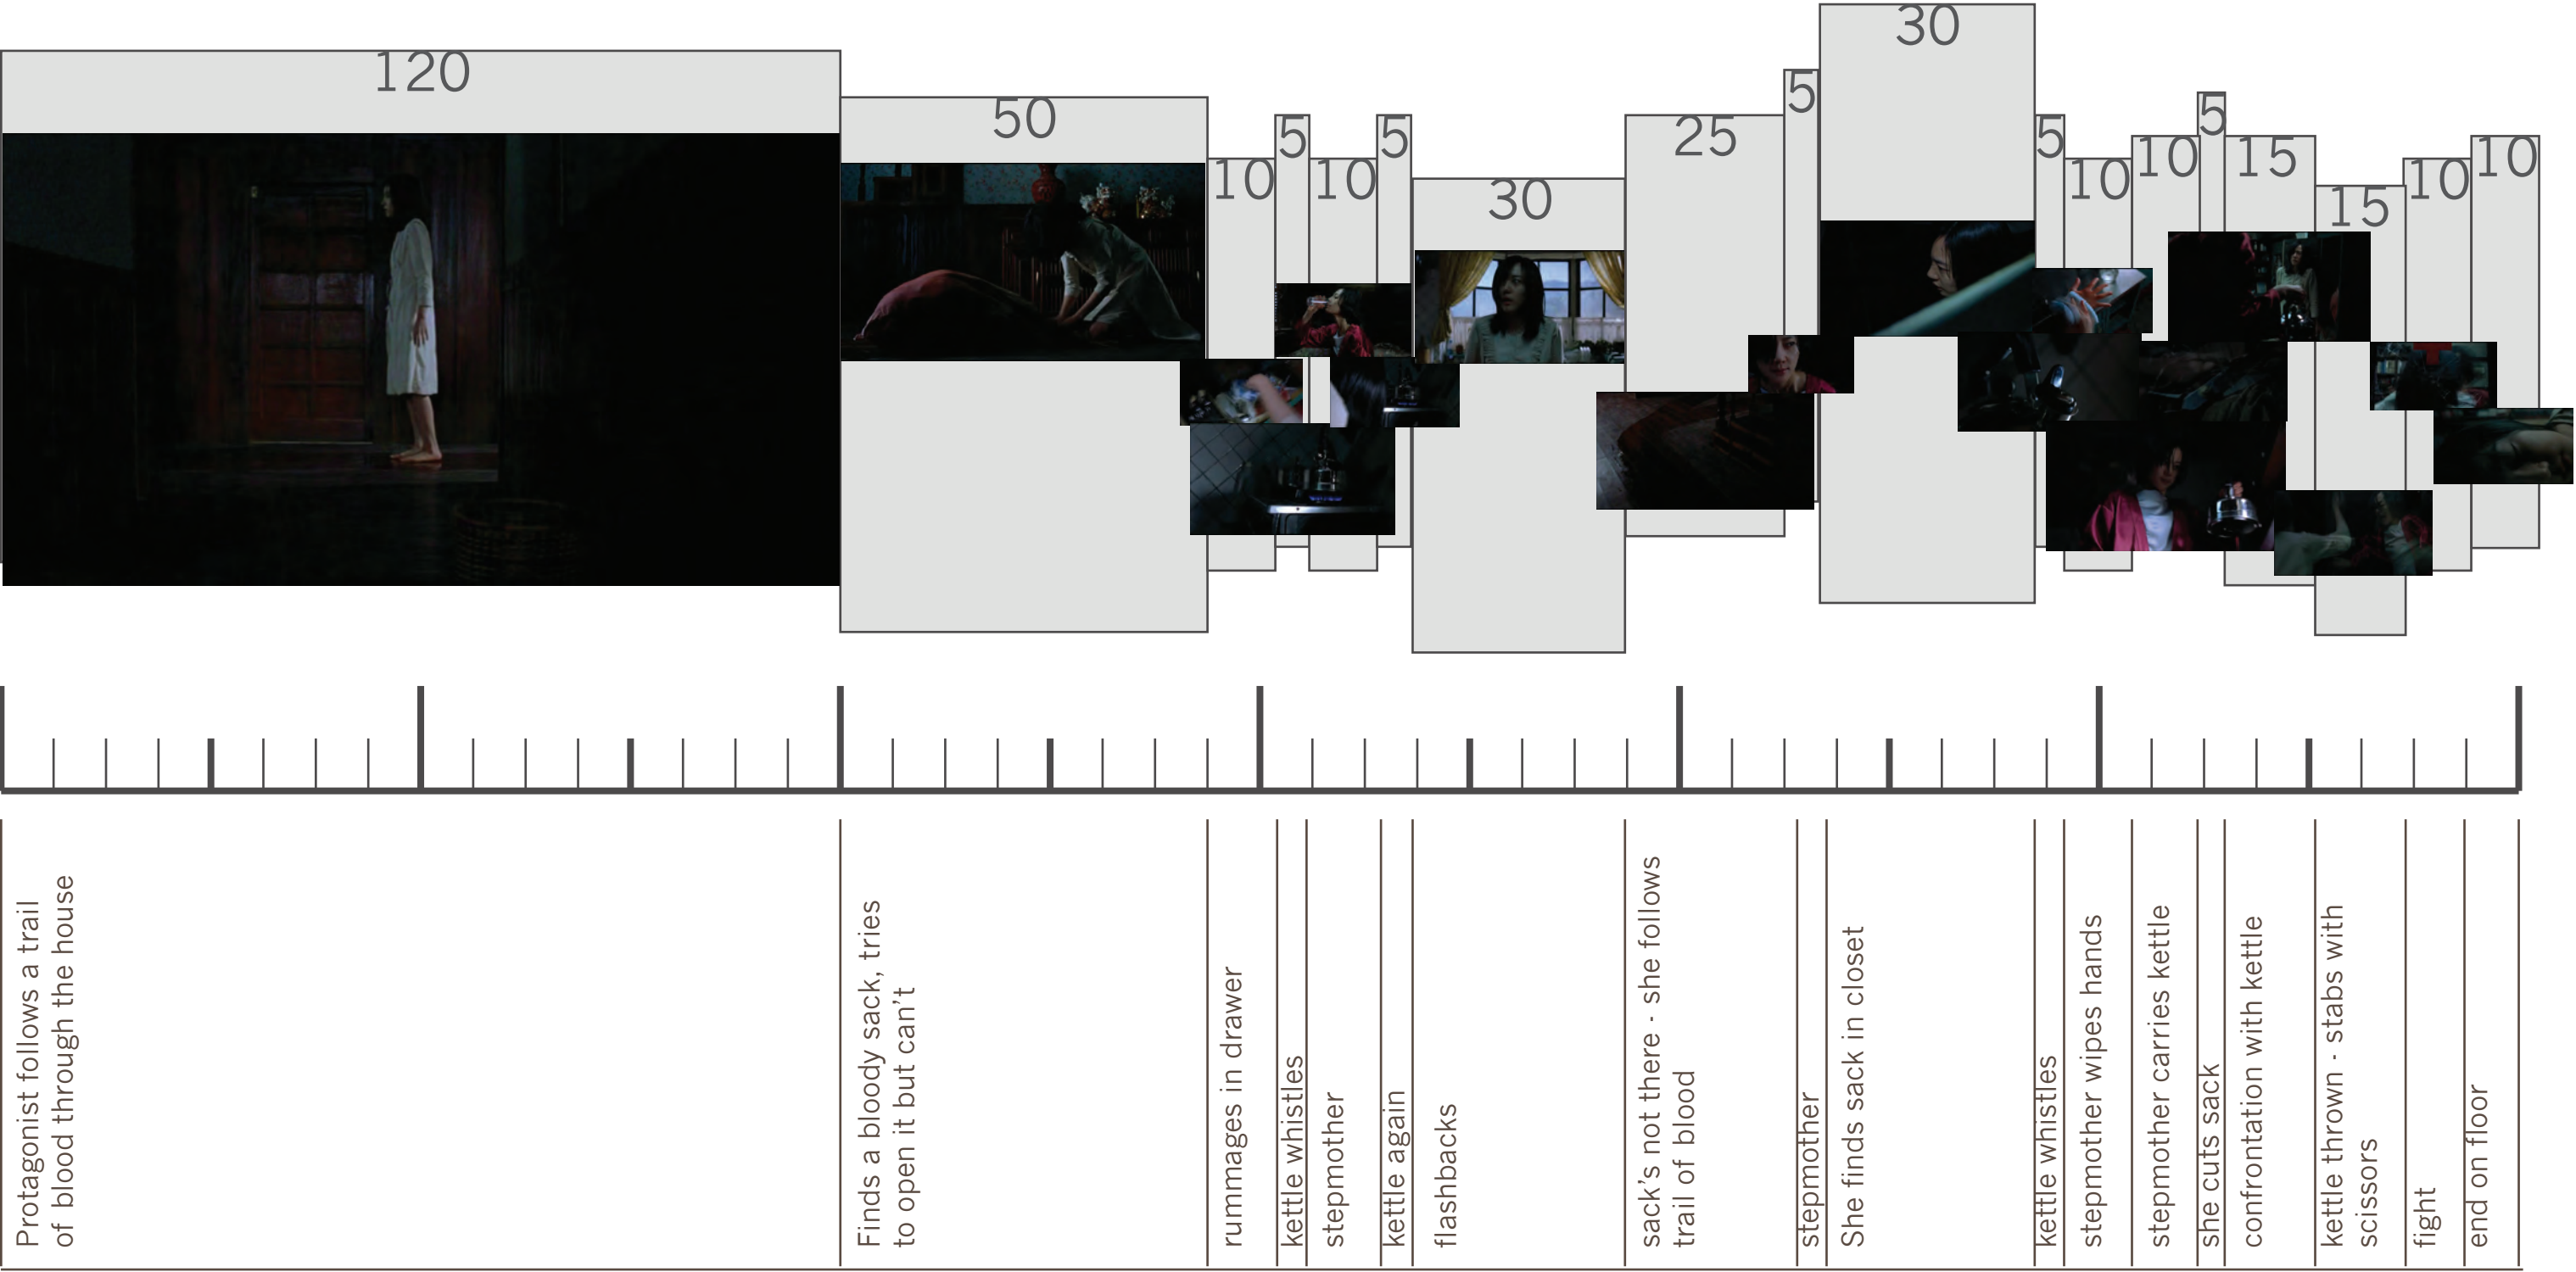 120
50
10
5
10
5
30
25
5
30
5
10
10
5
15
15
10
10
Protagonist follows a trail
of blood through the house
Finds a bloody sack, tries
to open it but can't
rummages in drawer
kettle whistles
stepmother
kettle again
flashbacks
sack's not there - she follows
trail of blood
stepmother
She finds sack in closet
kettle whistles
stepmother wipes hands
stepmother carries kettle
she cuts sack
confrontation with kettle
kettle thrown - stabs with
scissors
fight
end on floor